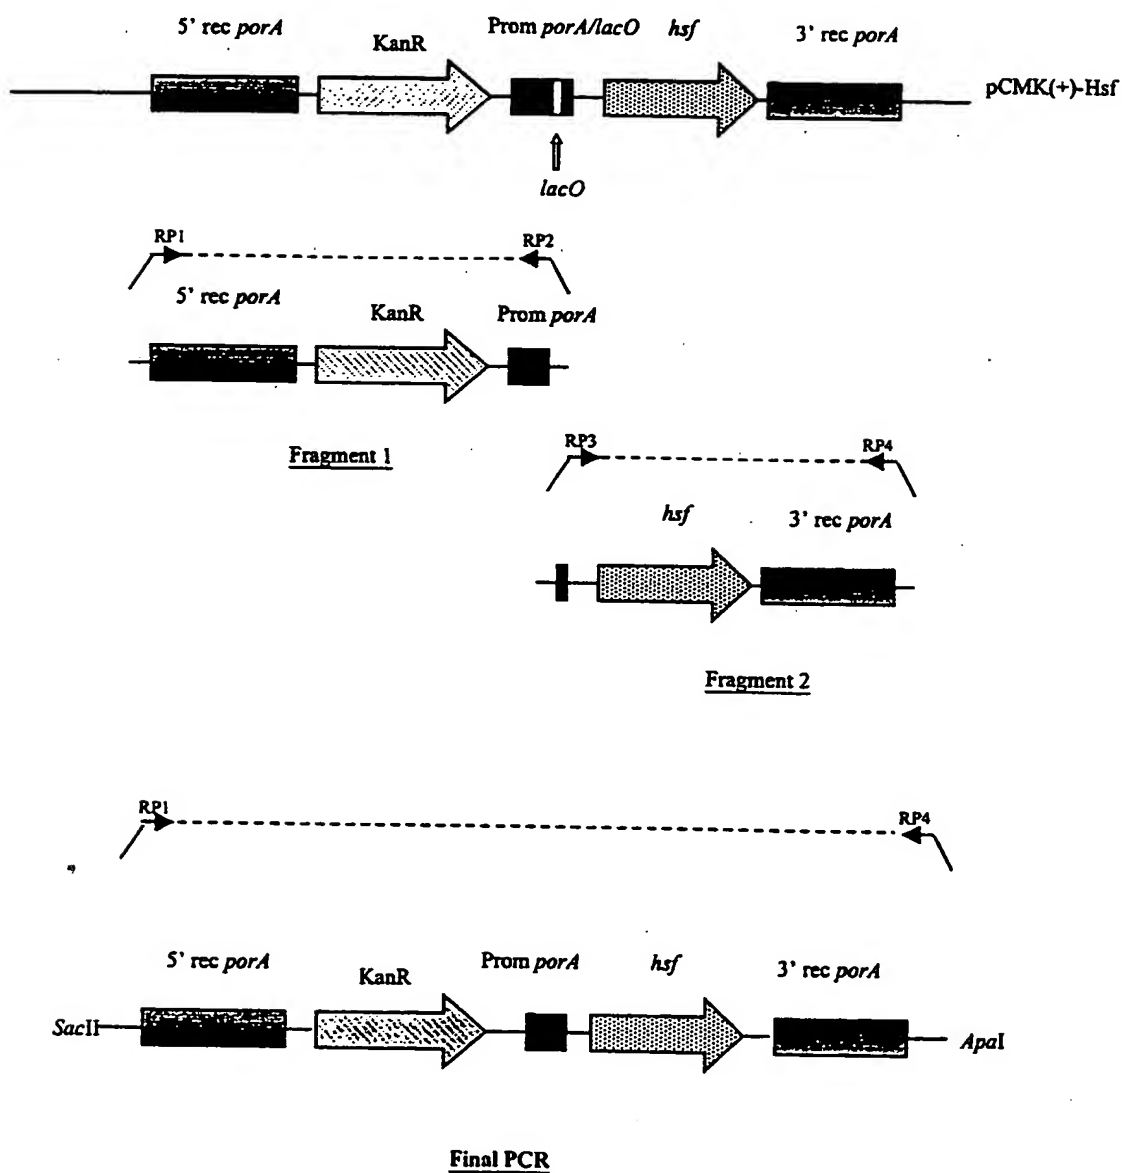 5' rec porA
KanR
Prom porA/lacO
hsf
3' rec porA
pCMK(+)-Hsf
lacO
RP1
RP2
5' rec porA
KanR
Prom porA
Fragment 1
RP3
RP4
hsf
3' rec porA
Fragment 2
RP1
RP4
5' rec porA
KanR
Prom porA
hsf
3' rec porA
SacII
ApaI
Final PCR